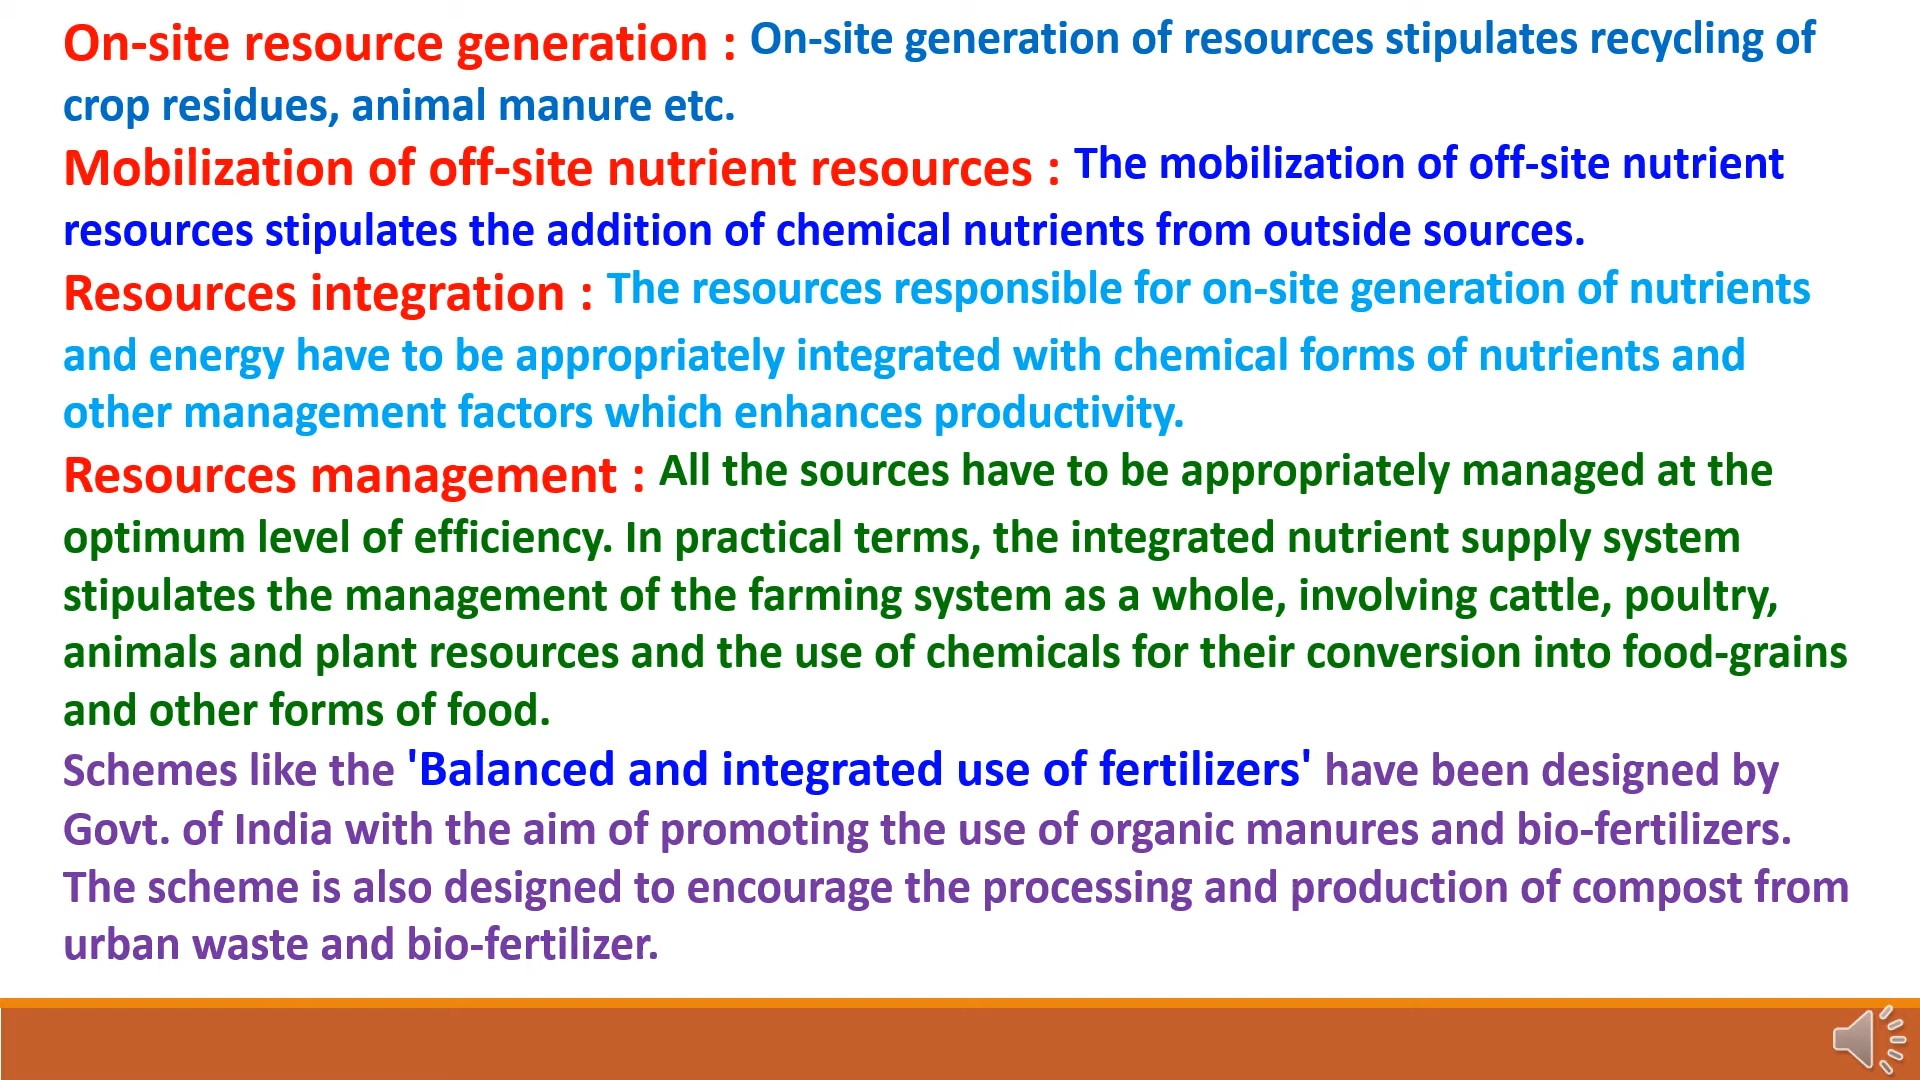 On-site resource generation : On-site generation of resources stipulates recycling of
crop residues, animal manure etc.
Mobilization of off-site nutrient resources : The mobilization of off-site nutrient
resources stipulates the addition of chemical nutrients from outside sources.
Resources integration : The resources responsible for on-site generation of nutrients
and energy have to be appropriately integrated with chemical forms of nutrients and
other management factors which enhances productivity.
Resources management : All the sources have to be appropriately managed at the
optimum level of efficiency. In practical terms, the integrated nutrient supply system
stipulates the management of the farming system as a whole, involving cattle, poultry,
animals and plant resources and the use of chemicals for their conversion into food-grains
and other forms of food.
Schemes like the 'Balanced and integrated use of fertilizers' have been designed by
Govt. of India with the aim of promoting the use of organic manures and bio-fertilizers.
The scheme is also designed to encourage the processing and production of compost from
urban waste and bio-fertilizer.